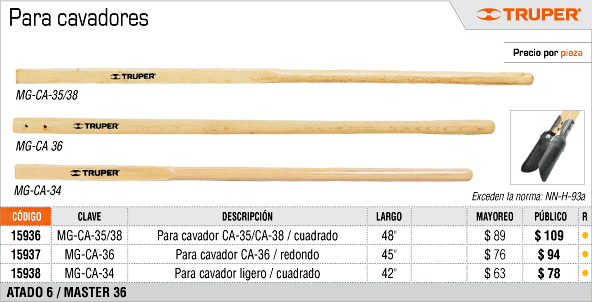 Para cavadores
TRUPER®
Precio por pieza
TRUPER®
MG-CA-35/38
TRUPER®
MG-CA 36
TRUPER®
MG-CA-34
Exceden la norma: NN-H-93a
CÓDIGO CLAVE DESCRIPCIÓN LARGO MAYOREO PÚBLICO R
15936 MG-CA-35/38 Para cavador CA-35/CA-38 / cuadrado 48" $ 89 $ 109
15937 MG-CA-36 Para cavador CA-36 / redondo 45" $ 76 $ 94
15938 MG-CA-34 Para cavador ligero / cuadrado 42" $ 63 $ 78
ATADO 6 / MASTER 36